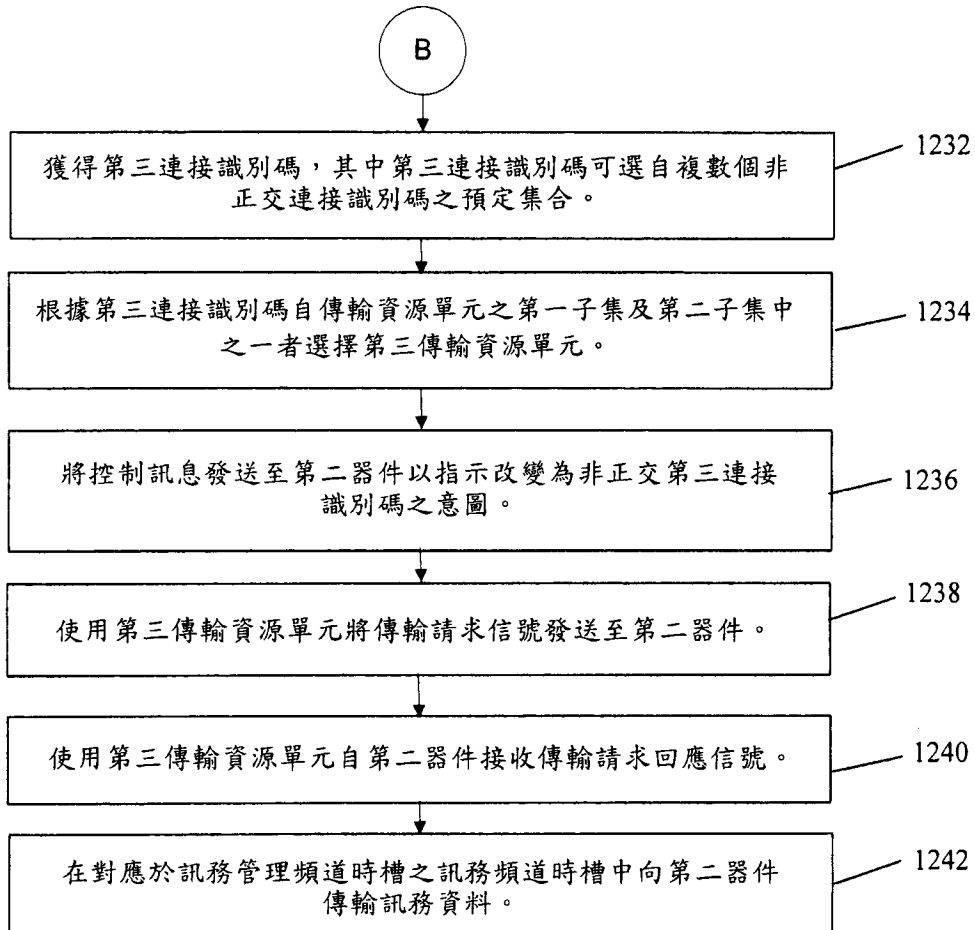 B
獲得第三連接識別碼,其中第三連接識別碼可選自複數個非
正交連接識別碼之預定集合。
1232
根據第三連接識別碼自傳輸資源單元之第一子集及第二子集中
之一者選擇第三傳輸資源單元。
1234
將控制訊息發送至第二器件以指示改變為非正交第三連接
識別碼之意圖。
1236
使用第三傳輸資源單元將傳輸請求信號發送至第二器件。
1238
使用第三傳輸資源單元自第二器件接收傳輸請求回應信號。
1240
在對應於訊務管理頻道時槽之訊務頻道時槽中向第二器件
傳輸訊務資料。
1242